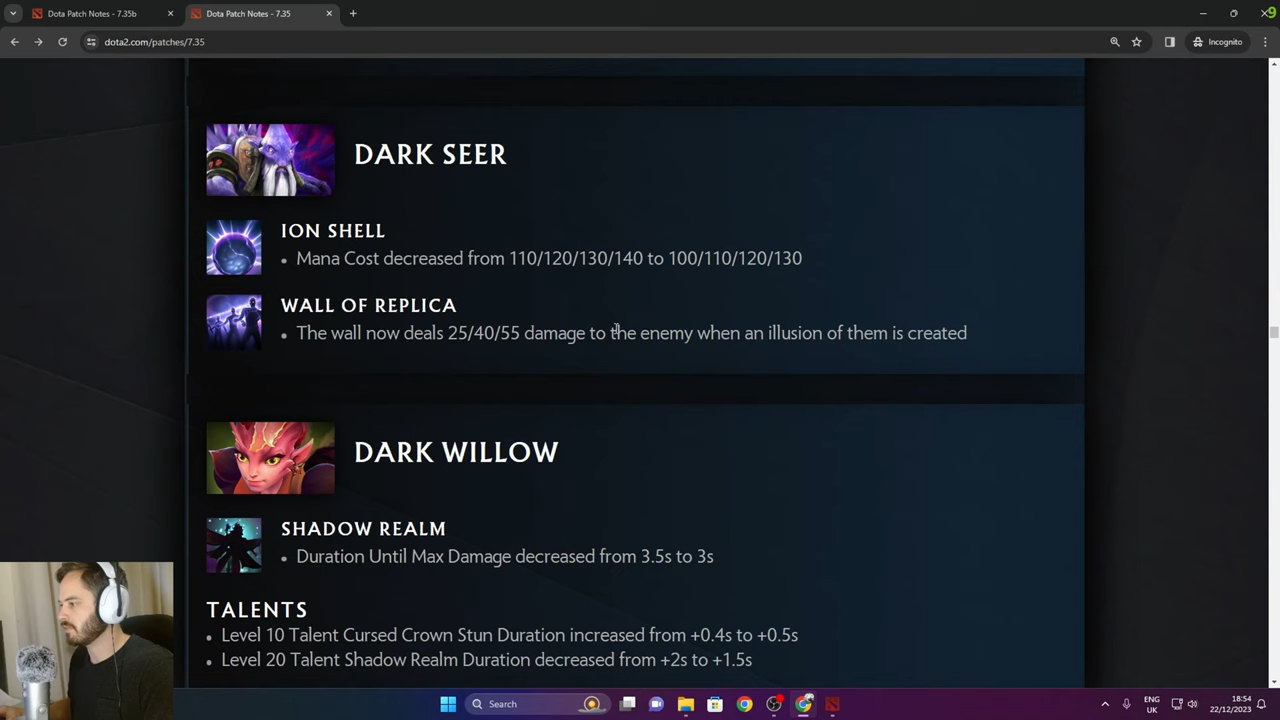 Dota Patch Notes - 7.35b
Dota Patch Notes - 7.35
dota2.com/patches/7.35
Incognito
DARK SEER
ION SHELL
Mana Cost decreased from 110/120/130/140 to 100/110/120/130
WALL OF REPLICA
The wall now deals 25/40/55 damage to the enemy when an illusion of them is created
DARK WILLOW
SHADOW REALM
Duration Until Max Damage decreased from 3.5s to 3s
TALENTS
Level 10 Talent Cursed Crown Stun Duration increased from +0.4s to +0.5s
Level 20 Talent Shadow Realm Duration decreased from +2s to +1.5s
Search
ENG
UK
18:54
22/12/2023
9